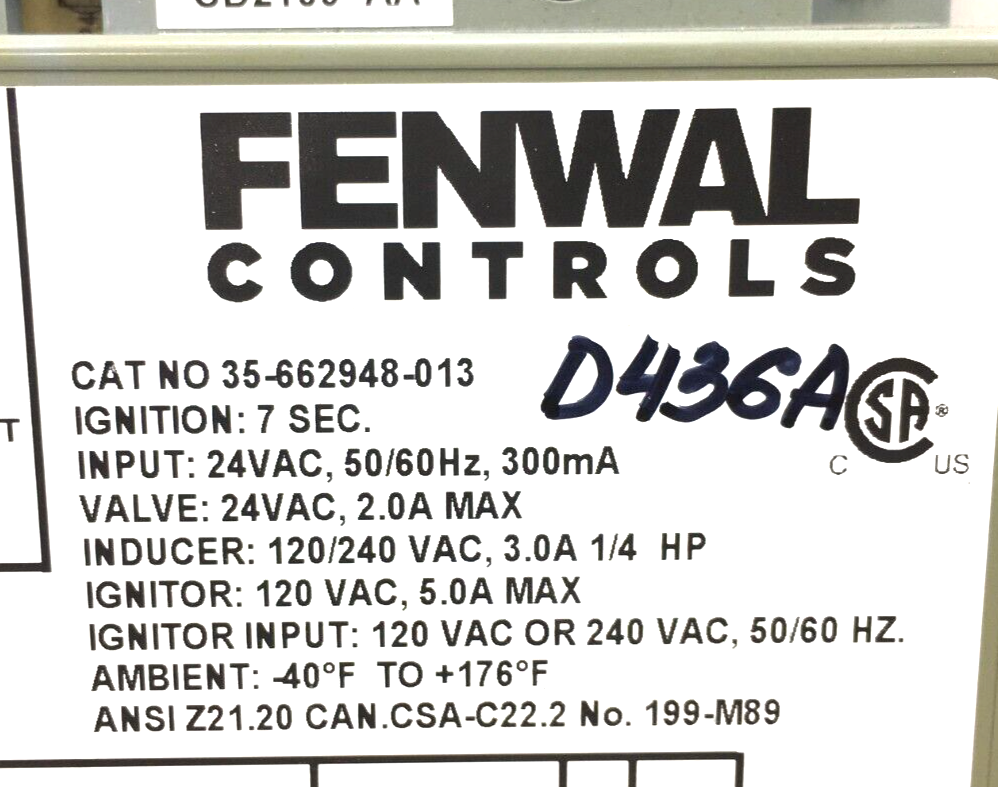 FENWAL
CONTROLS
D436A
CAT NO 35-662948-013
IGNITION: 7 SEC.
INPUT: 24VAC, 50/60Hz, 300mA
VALVE: 24VAC, 2.0A MAX
INDUCER: 120/240 VAC, 3.0A 1/4 HP
IGNITOR: 120 VAC, 5.0A MAX
IGNITOR INPUT: 120 VAC OR 240 VAC, 50/60 HZ.
AMBIENT: -40°F TO +176°F
ANSI Z21.20 CAN.CSA-C22.2 No. 199-M89
CSA®
C US
T